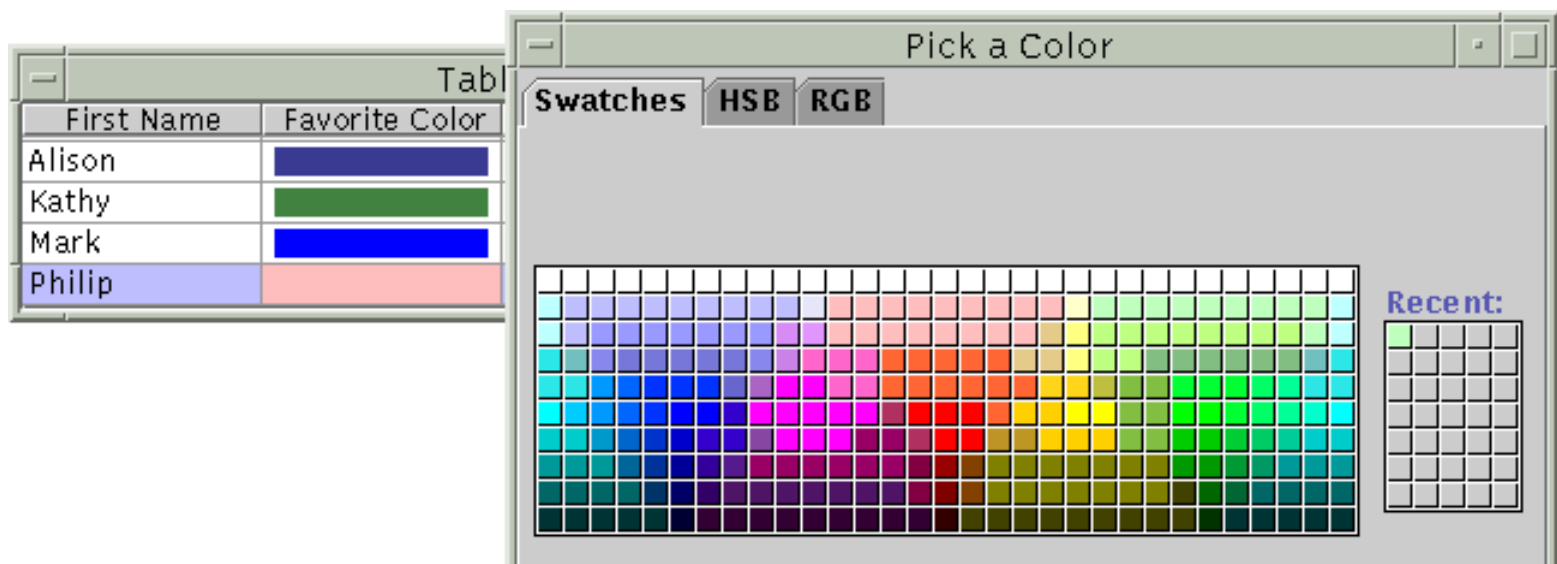 Pick a Color
Tabl
Swatches HSB RGB
First Name Favorite Color
Alison
Kathy
Mark
Philip
Recent: